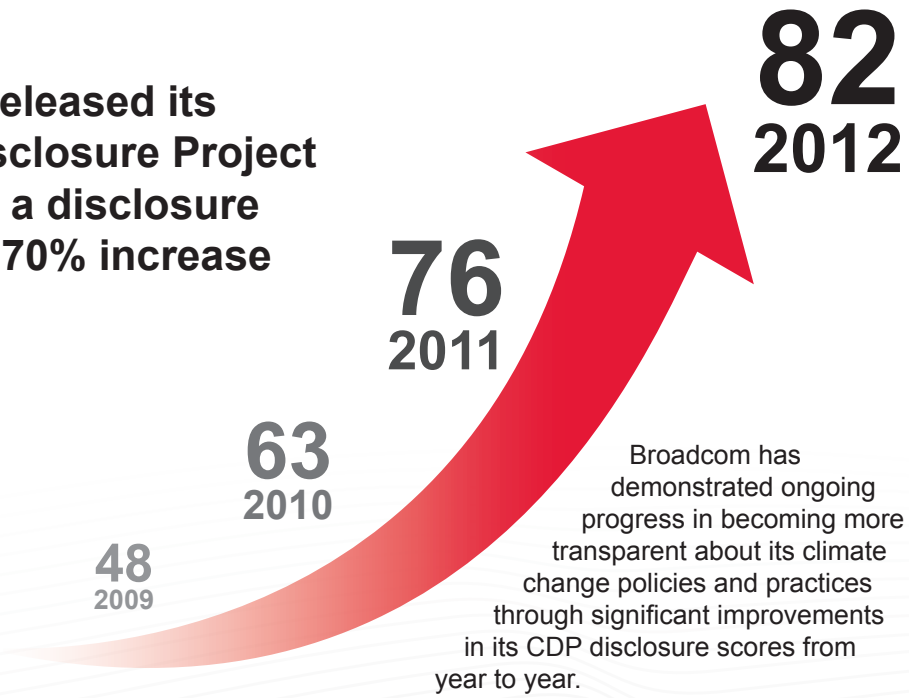 eleased its
sclosure Project
a disclosure
70% increase
82
2012
76
2011
63
2010
48
2009
Broadcom has
demonstrated ongoing
progress in becoming more
transparent about its climate
change policies and practices
through significant improvements
in its CDP disclosure scores from
year to year.